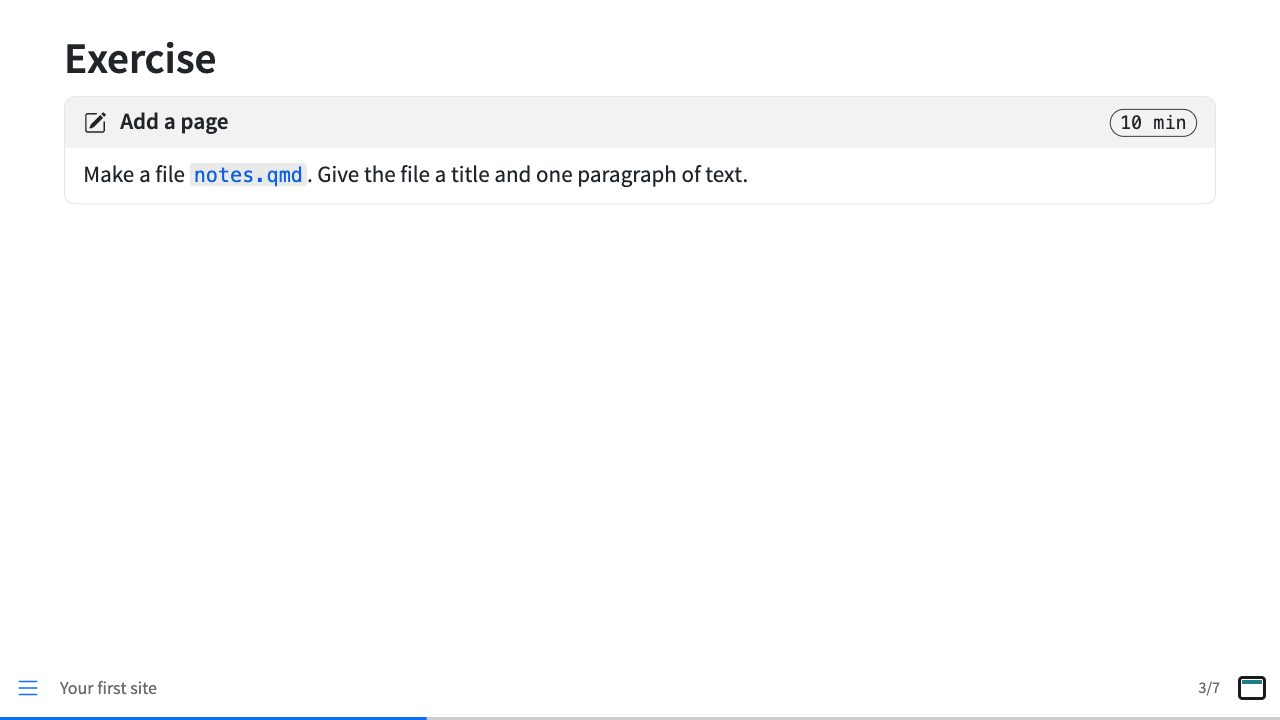 Exercise
Add a page
10 min
Make a file notes.qmd. Give the file a title and one paragraph of text.
Your first site
3/7